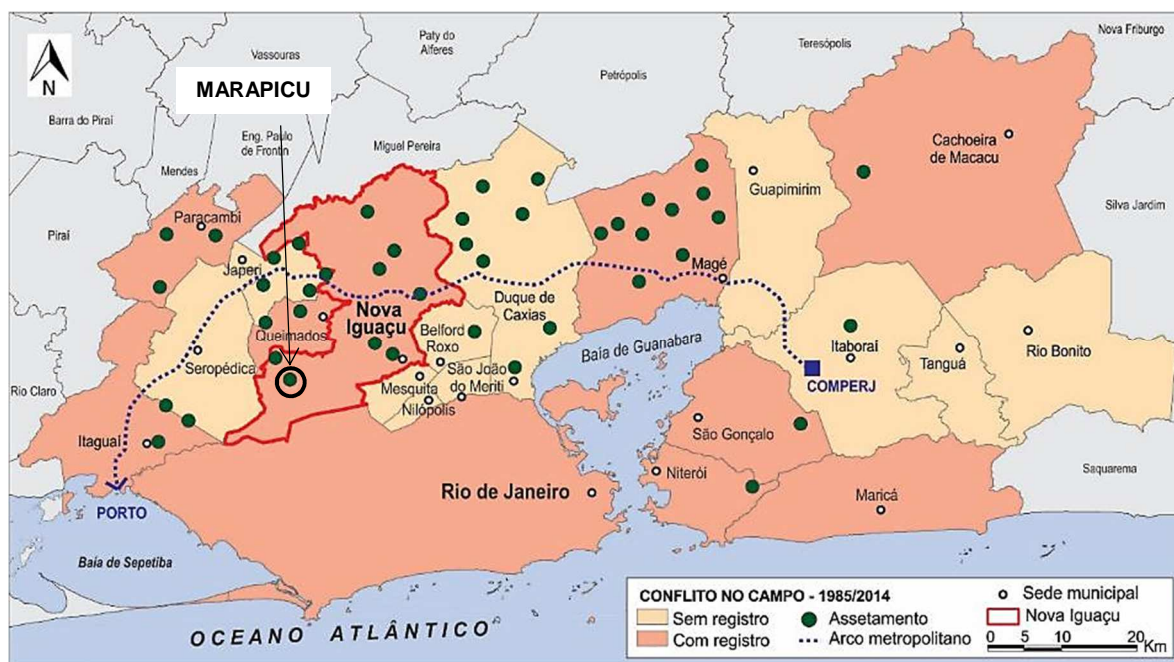 Nova Friburgo
Paty do
Alferes
Teresópolis
Vassouras
N
MARAPICU
Petrópolis
Barra do Piraí
Eng. Paulo
de Frontin
Miguel Pereira
Cachoeira
de Macacu
Mendes
Guapimirim
Paracambi
Silva Jardim
Piraí
Japeri
Magé
Duque de
Caxias
Nova
Iguaçu
Queimados
Belford
Roxo
Baía de Guanabara
Itaboraí
Tanguá
Rio Bonito
Seropédica
São João
do Meriti
COMPERJ
Rio Claro
Mesquita
Nilópolis
Itaguaí
São Gonçalo
Saquarema
Niterói
Rio de Janeiro
Maricá
PORTO
Baía de Sepetiba
OCEANO ATLÂNTICO
CONFLITO NO CAMPO - 1985/2014
Sem registro
Com registro
Assetamento
Arco metropolitano
Sede municipal
Nova Iguaçu
0 5 10 20
Km